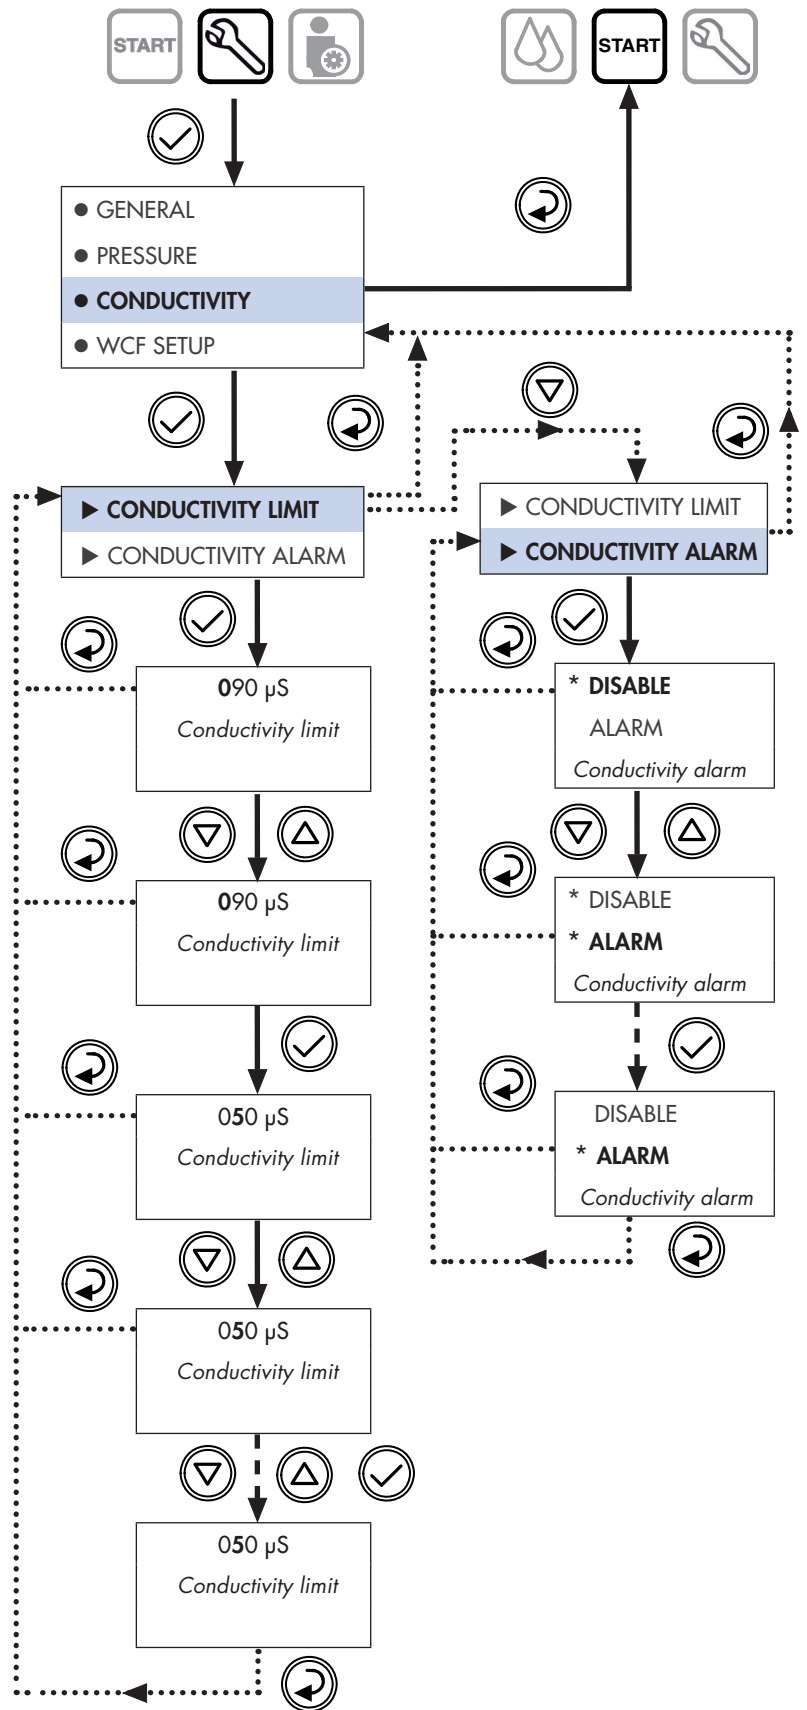 START
START
● GENERAL
● PRESSURE
● CONDUCTIVITY
● WCF SETUP
▶ CONDUCTIVITY LIMIT
▶ CONDUCTIVITY ALARM
090 µS
Conductivity limit
090 µS
Conductivity limit
050 µS
Conductivity limit
050 µS
Conductivity limit
050 µS
Conductivity limit
▶ CONDUCTIVITY LIMIT
▶ CONDUCTIVITY ALARM
* DISABLE
ALARM
Conductivity alarm
* DISABLE
* ALARM
Conductivity alarm
DISABLE
* ALARM
Conductivity alarm